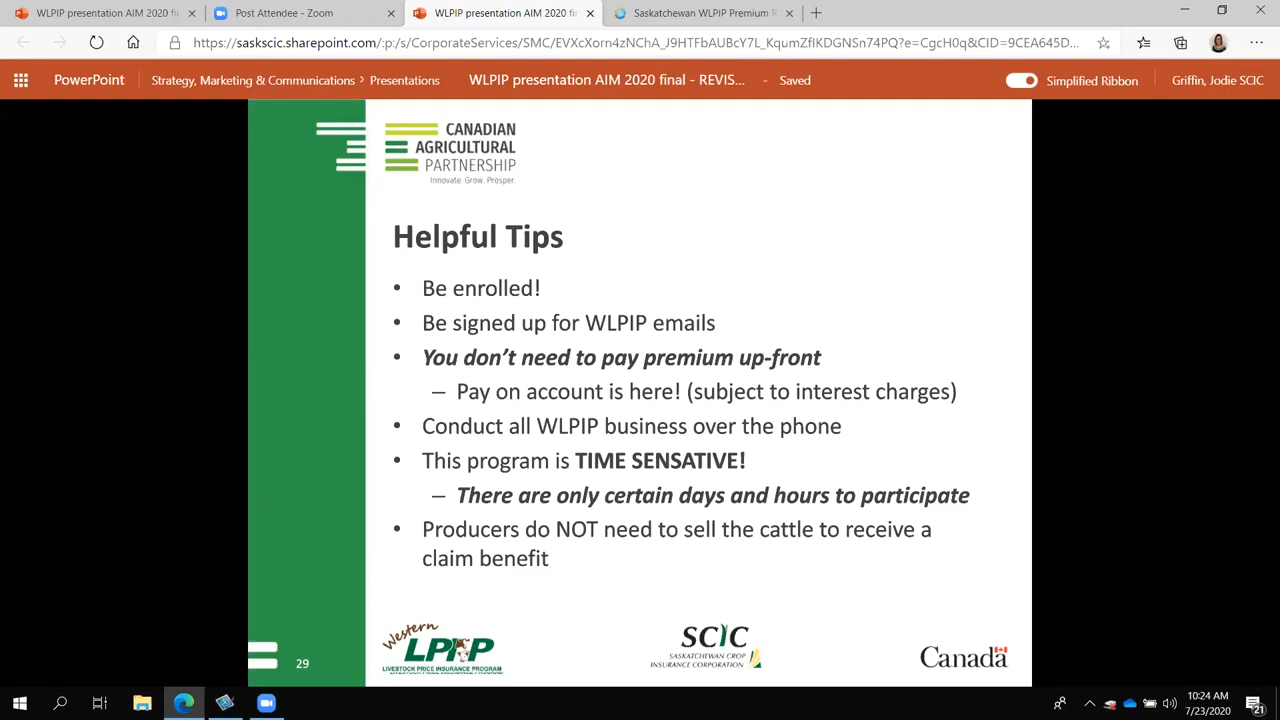 WLPIP presentation AIM 2020 fi
Post Attendee - Zoom
WLPIP presentation AIM 2020 fi
Saskatchewan WLPIP Premium R
https://saskscic.sharepoint.com/:p:/s/CorporateServices/SMC/
PowerPoint
Strategy, Marketing & Communications > Presentations
WLPIP presentation AIM 2020 final - REVIS... - Saved
Simplified Ribbon
Griffin, Jodie SCIC
CANADIAN
AGRICULTURAL
PARTNERSHIP
Innovate. Grow. Prosper.
Helpful Tips
• Be enrolled!
• Be signed up for WLPIP emails
• You don't need to pay premium up-front
– Pay on account is here! (subject to interest charges)
• Conduct all WLPIP business over the phone
• This program is TIME SENSATIVE!
– There are only certain days and hours to participate
• Producers do NOT need to sell the cattle to receive a
claim benefit
Western
LPIP
LIVESTOCK PRICE INSURANCE PROGRAM
SCIC
SASKATCHEWAN CROP
INSURANCE CORPORATION
Canada
29
10:24 AM
7/23/2020
21